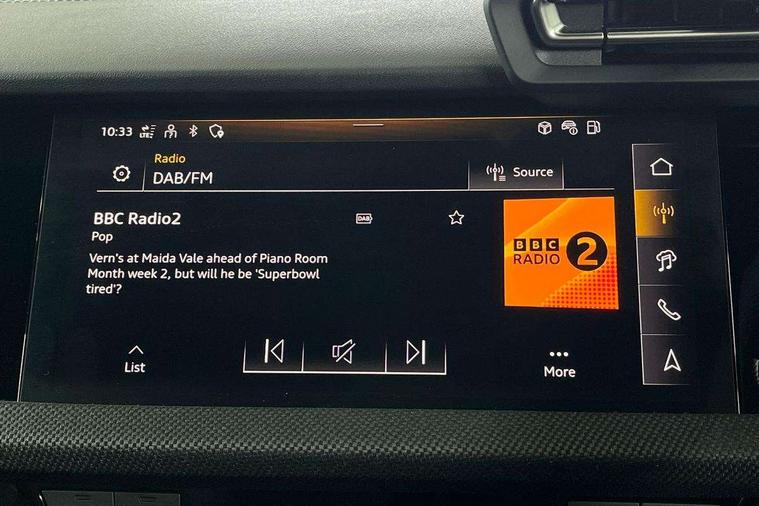 10:33 LTE
Radio
DAB/FM
Source
BBC Radio2
DAB
Pop
Vern's at Maida Vale ahead of Piano Room
Month week 2, but will he be 'Superbowl
tired'?
BBC
RADIO 2
List
More